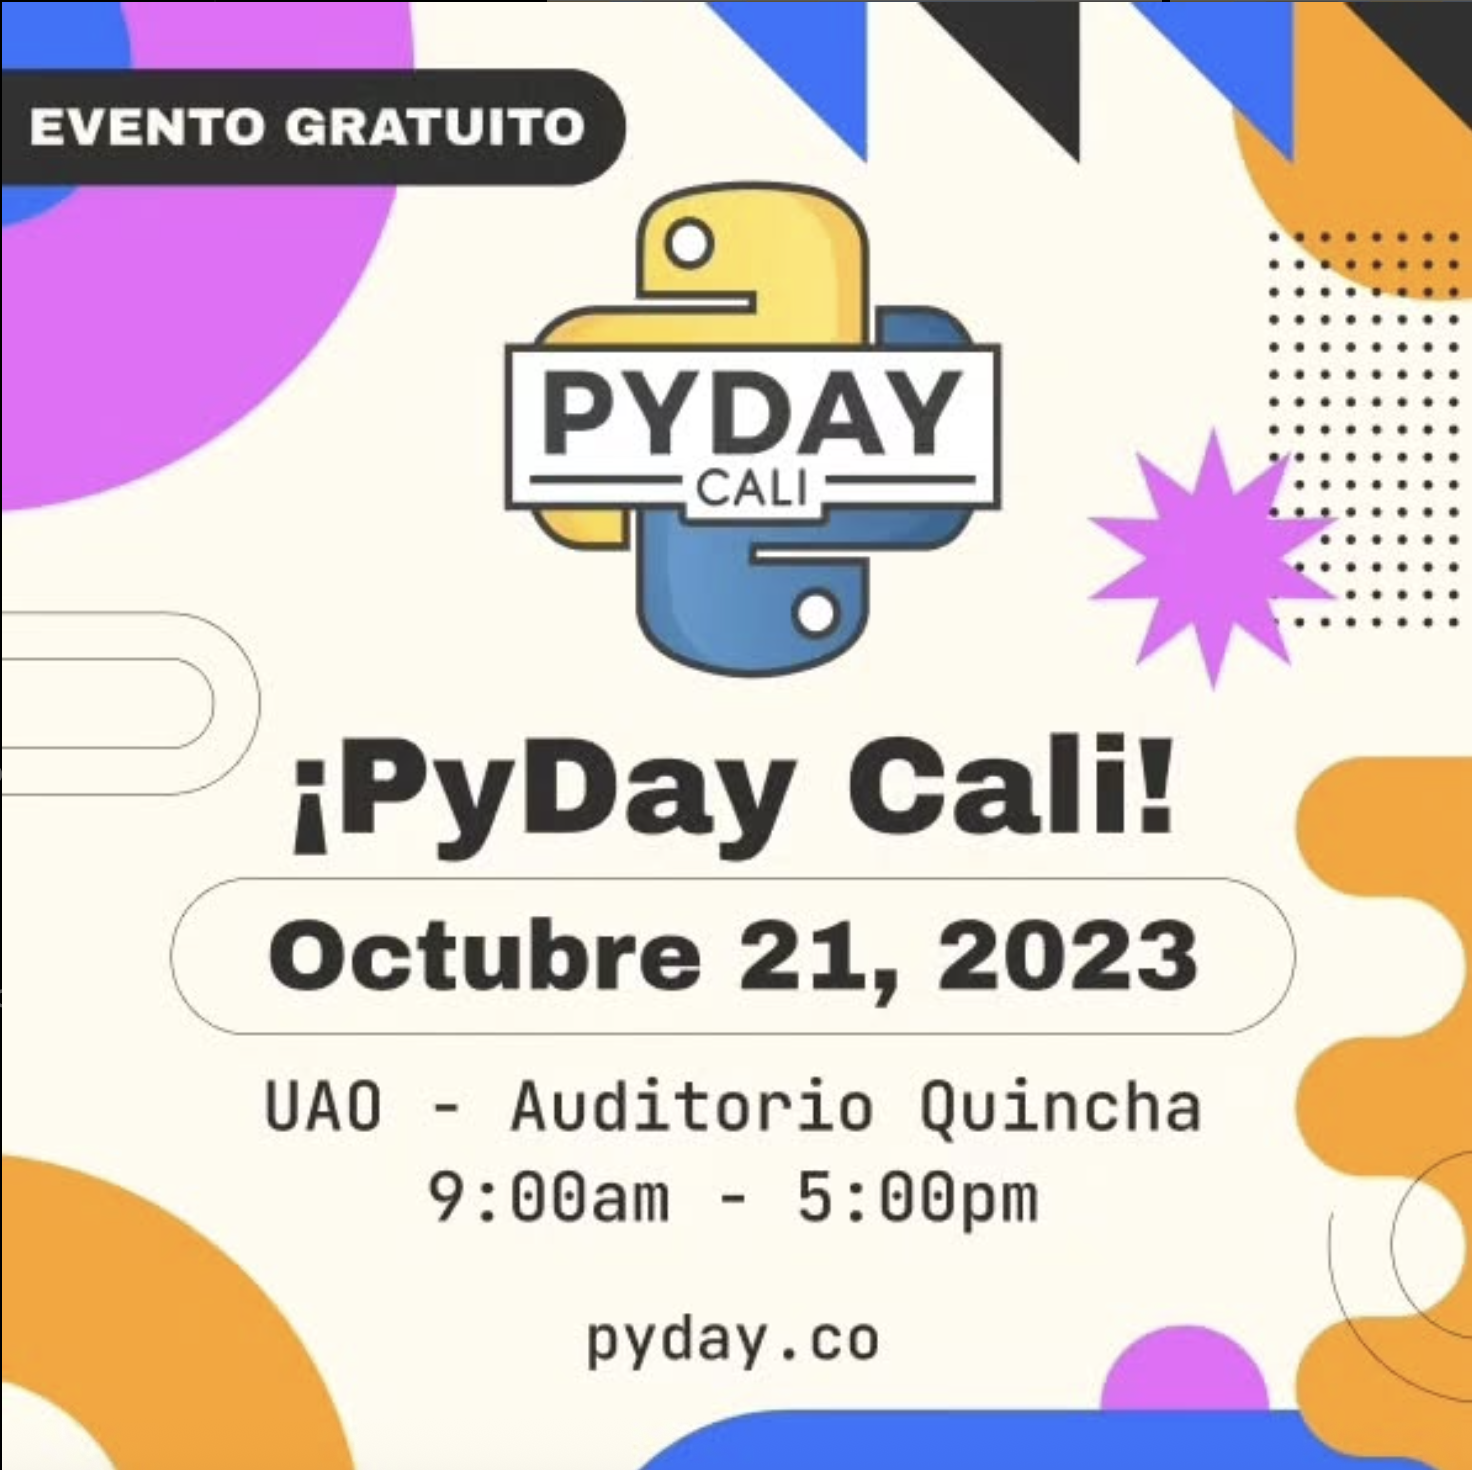 EVENTO GRATUITO
PYDAY
CALI
¡PyDay Cali!
Octubre 21, 2023
UAO - Auditorio Quincha
9:00am - 5:00pm
pyday.co